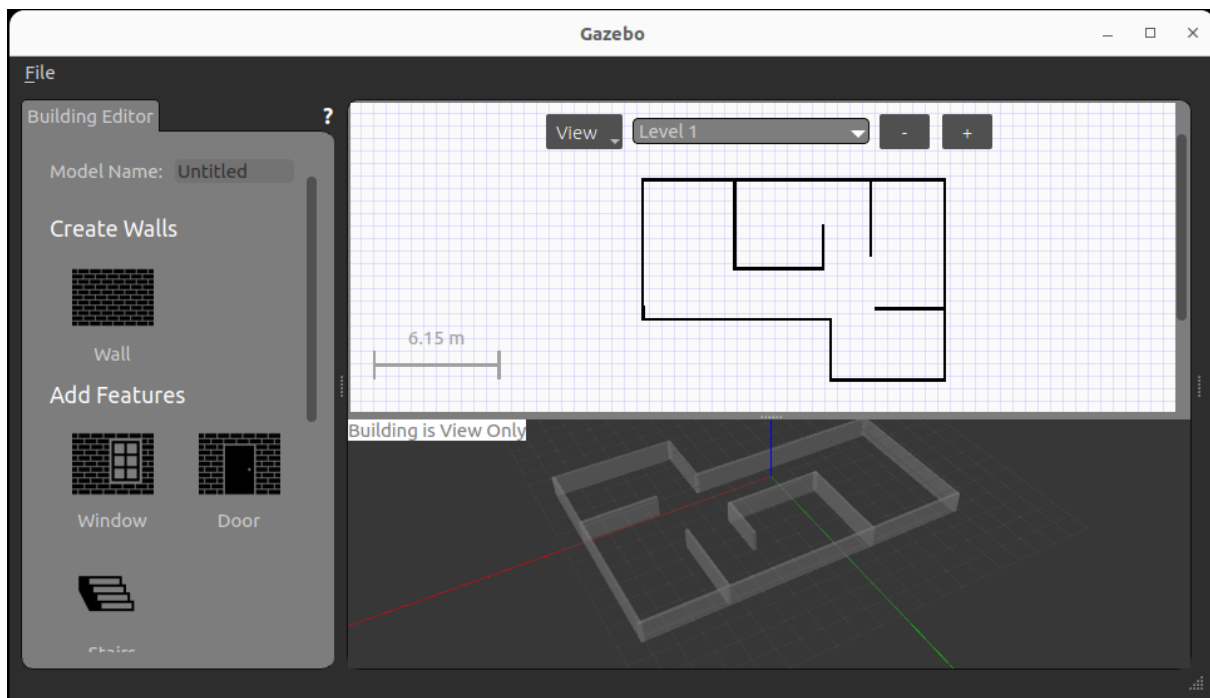 Gazebo
File
Building Editor
?
Model Name: Untitled
Create Walls
Wall
Add Features
Window
Door
Stairs
View
Level 1
-
+
6.15 m
Building is View Only